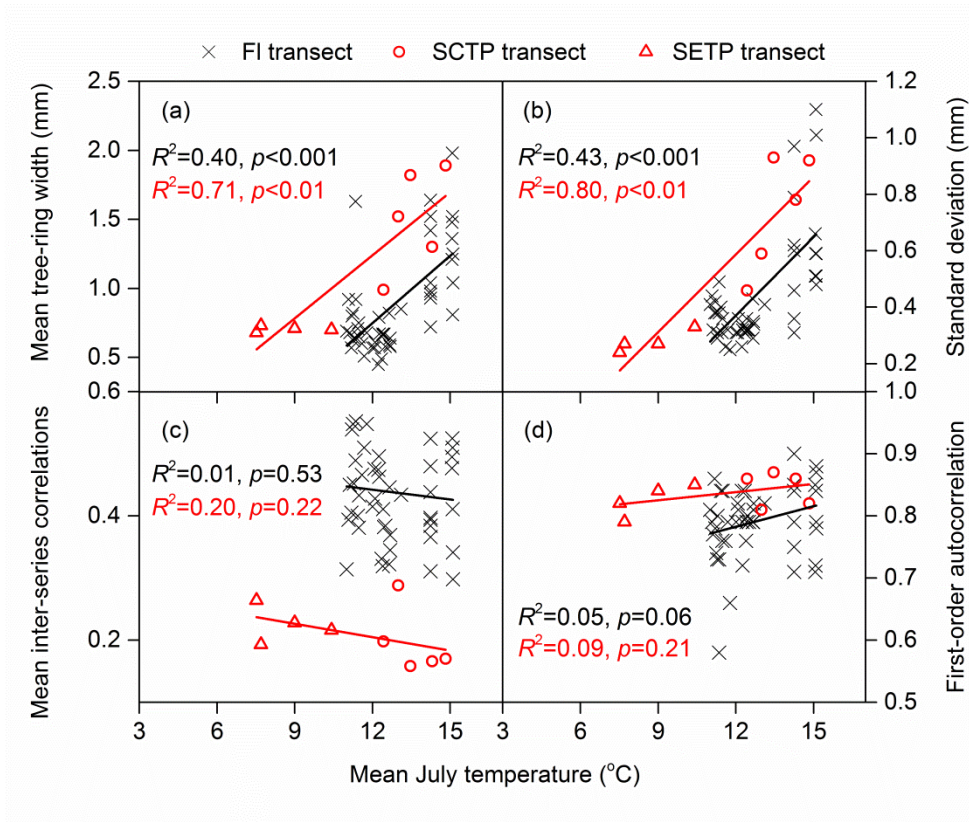 FI transect SCTP transect SETP transect
2.5
2.0
1.5
1.0
0.5
0.6
Mean tree-ring width (mm)
(a)
R²=0.40, p<0.001
R²=0.71, p<0.01
(b)
R²=0.43, p<0.001
R²=0.80, p<0.01
1.2
1.0
0.8
0.6
0.4
0.2
1.0
Standard deviation (mm)
0.4
0.2
Mean inter-series correlations
(c)
R²=0.01, p=0.53
R²=0.20, p=0.22
(d)
R²=0.05, p=0.06
R²=0.09, p=0.21
0.9
0.8
0.7
0.6
0.5
First-order autocorrelation
3 6 9 12 15 3 6 9 12 15
Mean July temperature (°C)